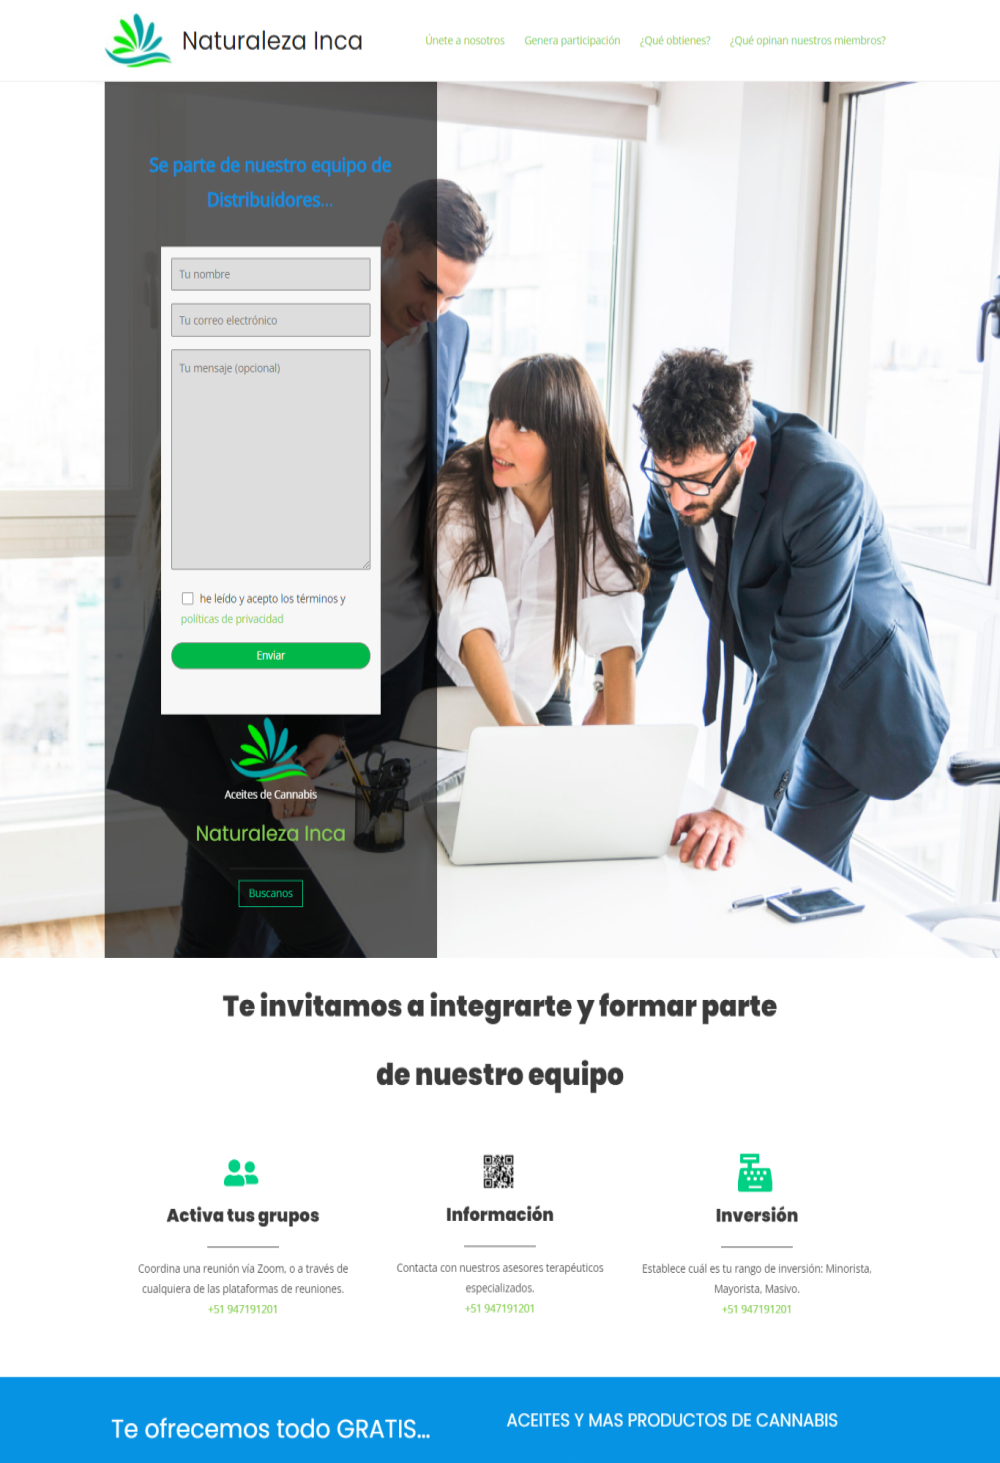 Naturaleza Inca
Únete a nosotros
Genera participación
¿Qué obtienes?
¿Qué opinan nuestros miembros?
Se parte de nuestro equipo de
Distribuidores...
Tu nombre
Tu correo electrónico
Tu mensaje (opcional)
he leído y acepto los términos y
políticas de privacidad
Enviar
Aceites de Cannabis
Naturaleza Inca
Buscanos
Te invitamos a integrarte y formar parte
de nuestro equipo
Activa tus grupos
Coordina una reunión vía Zoom, o a través de
cualquiera de las plataformas de reuniones.
+51 947191201
Información
Contacta con nuestros asesores terapéuticos
especializados.
+51 947191201
Inversión
Establece cuál es tu rango de inversión: Minorista,
Mayorista, Masivo.
+51 947191201
Te ofrecemos todo GRATIS...
ACEITES Y MAS PRODUCTOS DE CANNABIS